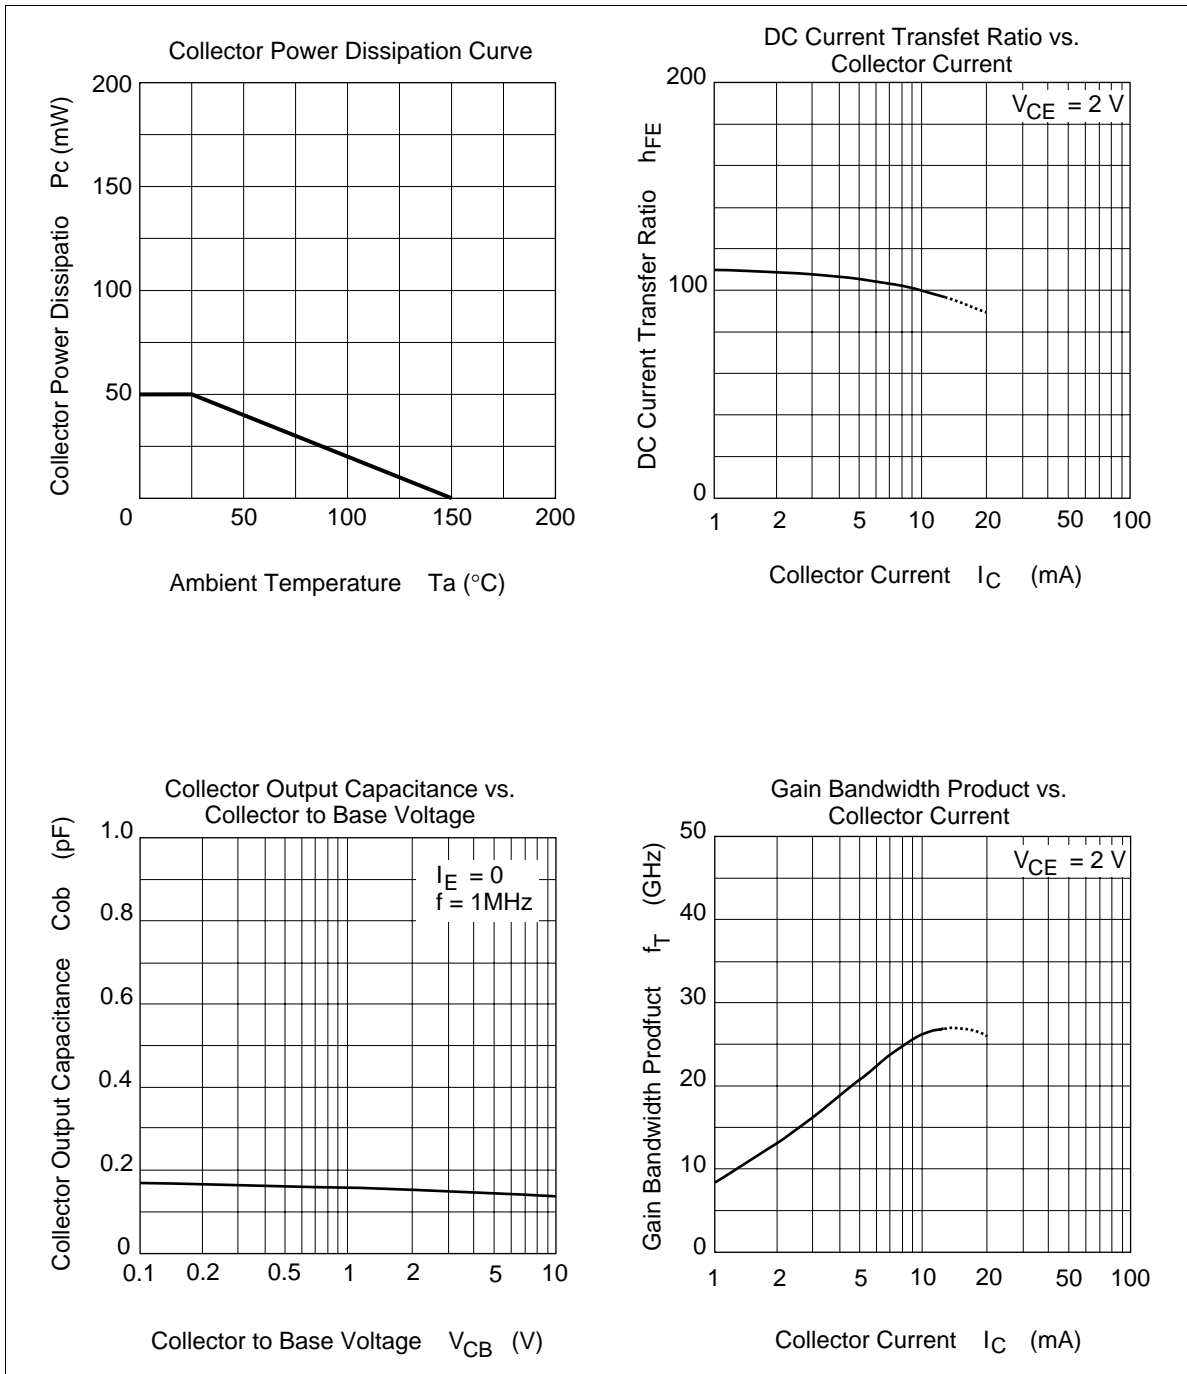 Collector Power Dissipation Curve
Collector Power Dissipatio Pc (mW)
200
150
100
50
0 50 100 150 200
Ambient Temperature Ta (°C)
DC Current Transfet Ratio vs.
Collector Current
VCE = 2 V
DC Current Transfer Ratio hFE
200
100
0
1 2 5 10 20 50 100
Collector Current IC (mA)
Collector Output Capacitance vs.
Collector to Base Voltage
IE = 0
f = 1MHz
Collector Output Capacitance Cob (pF)
1.0
0.8
0.6
0.4
0.2
0
0.1 0.2 0.5 1 2 5 10
Collector to Base Voltage VCB (V)
Gain Bandwidth Product vs.
Collector Current
VCE = 2 V
Gain Bandwidth Prodfuct fT (GHz)
50
40
30
20
10
0
1 2 5 10 20 50 100
Collector Current IC (mA)